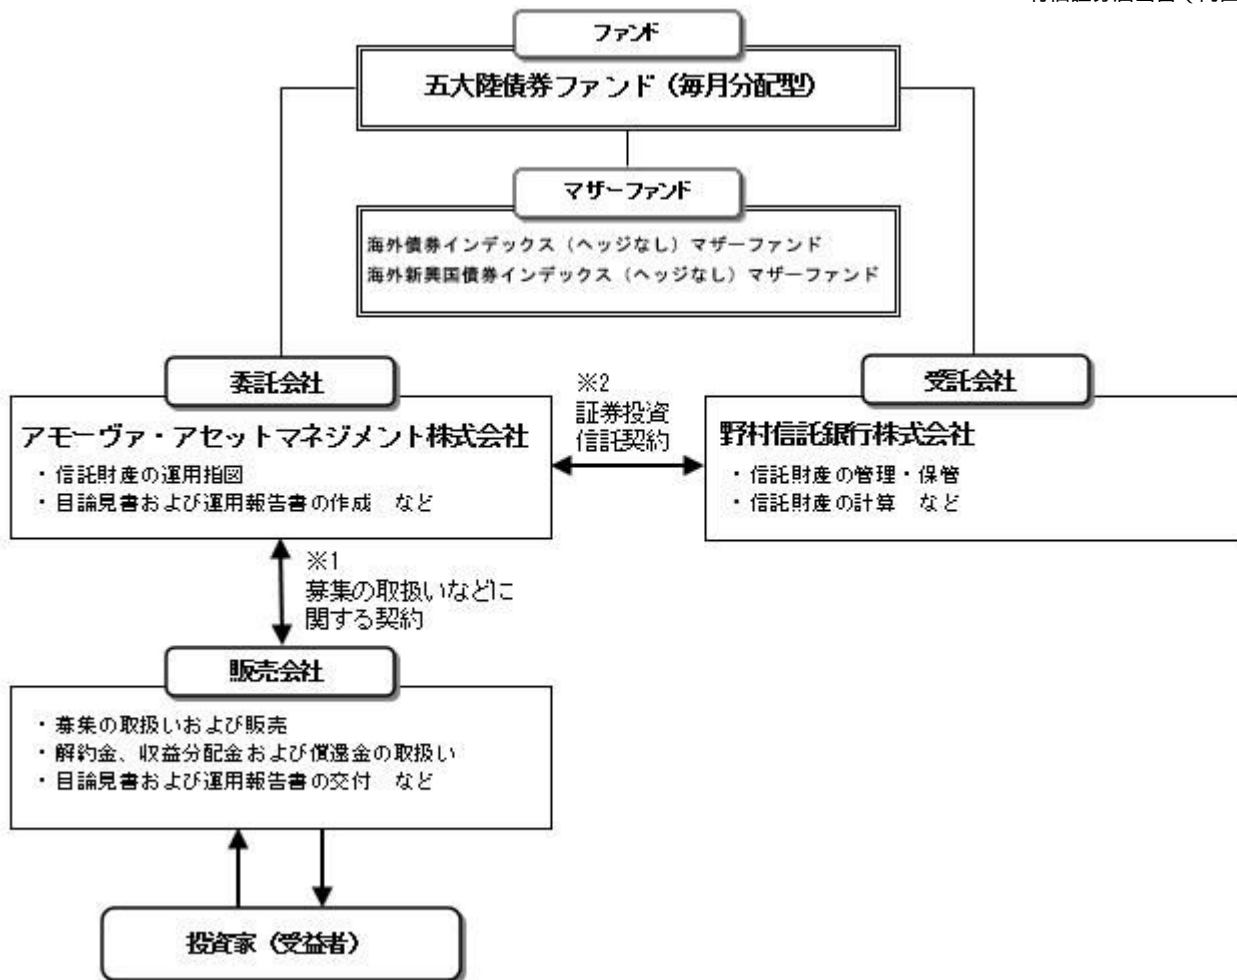 ファンド
五大陸債券ファンド（毎月分配型）
マザーファンド
海外債券インデックス（ヘッジなし）マザーファンド
海外新興国債券インデックス（ヘッジなし）マザーファンド
委託会社
アモーヴァ・アセットマネジメント株式会社
・信託財産の運用指図
・目論見書および運用報告書の作成　など
※2
証券投資
信託契約
受託会社
野村信託銀行株式会社
・信託財産の管理・保管
・信託財産の計算　など
※1
募集の取扱いなどに
関する契約
販売会社
・募集の取扱いおよび販売
・解約金、収益分配金および償還金の取扱い
・目論見書および運用報告書の交付　など
投資家（受益者）